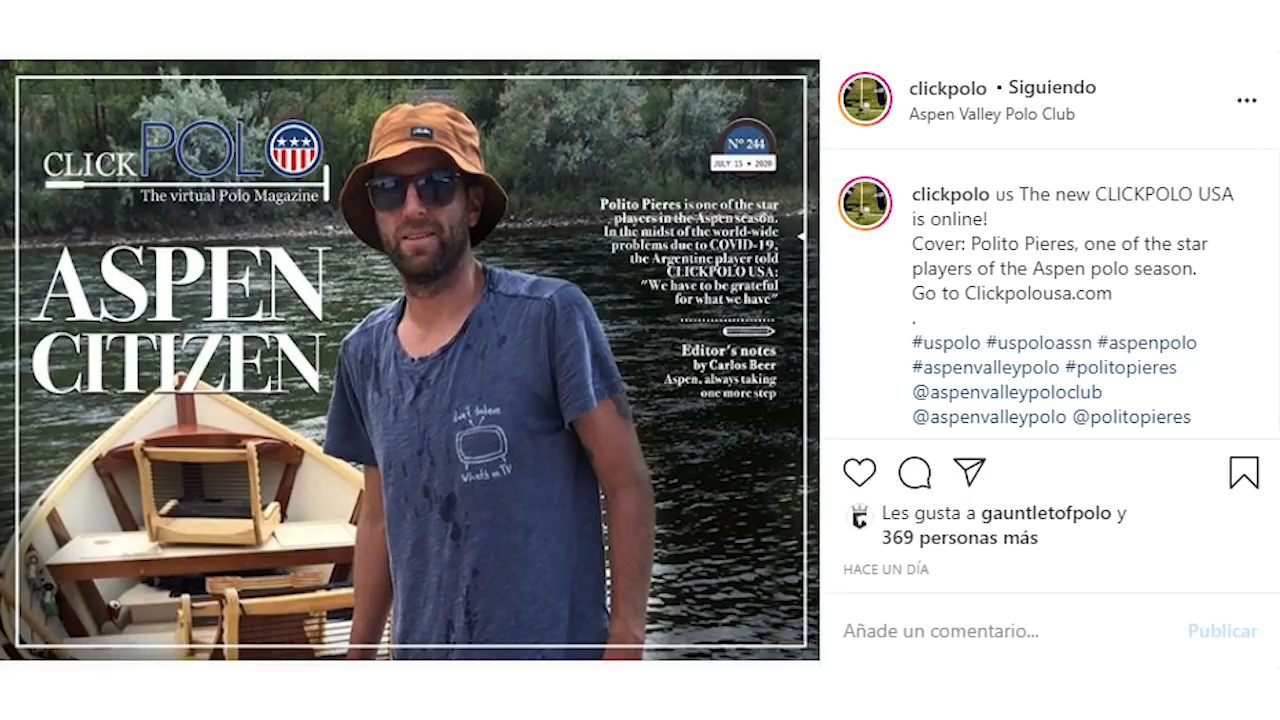 CLICK POLO
The virtual Polo Magazine
Nº 244
JULY 15 • 2020
ASPEN
CITIZEN
Polito Pieres is one of the star
players in the Aspen season.
In the midst of the world-wide
problems due to COVID-19,
the Argentine player told
CLICKPOLO USA:
"We have to be grateful
for what we have"
Editor's notes
by Carlos Beer
Aspen, always taking
one more step
don't believe
What's on TV
clickpolo • Siguiendo
Aspen Valley Polo Club
clickpolo us The new CLICKPOLO USA
is online!
Cover: Polito Pieres, one of the star
players of the Aspen polo season.
Go to Clickpolousa.com
.
#uspolo #uspoloassn #aspenpolo
#aspenvalleypolo #politopieres
@aspenvalleypoloclub
@aspenvalleypolo @politopieres
Les gusta a gauntletofpolo y
369 personas más
HACE UN DÍA
Añade un comentario...
Publicar